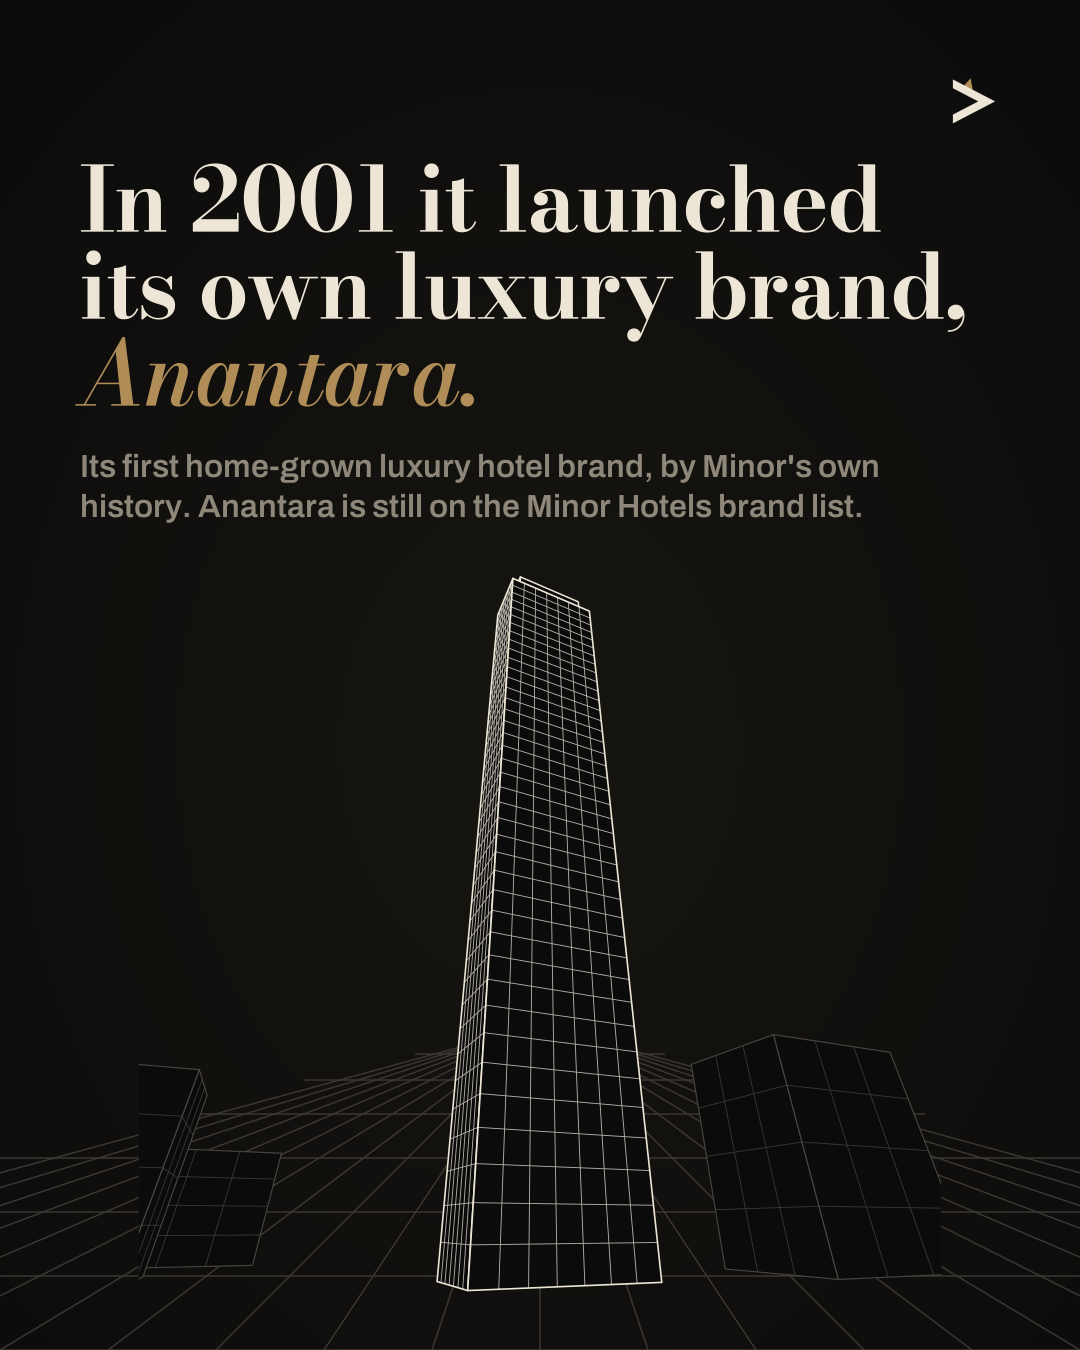 In 2001 it launched
its own luxury brand,
Anantara.
Its first home-grown luxury hotel brand, by Minor's own
history. Anantara is still on the Minor Hotels brand list.